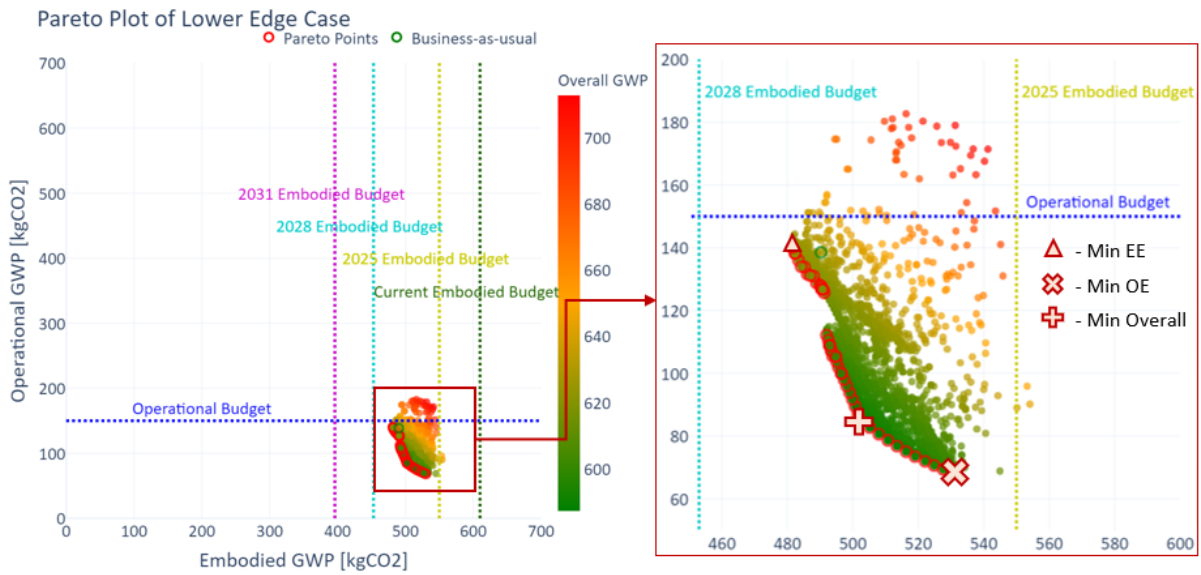 Pareto Plot of Lower Edge Case
Pareto Points
Business-as-usual
700
600
500
400
300
200
100
0
Operational GWP [kgCO2]
2031 Embodied Budget
2028 Embodied Budget
2025 Embodied Budget
Current Embodied Budget
Operational Budget
0 100 200 300 400 500 600 700
Embodied GWP [kgCO2]
Overall GWP
700
680
660
640
620
600
200
180
160
140
120
100
80
60
2028 Embodied Budget
2025 Embodied Budget
Operational Budget
- Min EE
- Min OE
- Min Overall
460 480 500 520 540 560 580 600